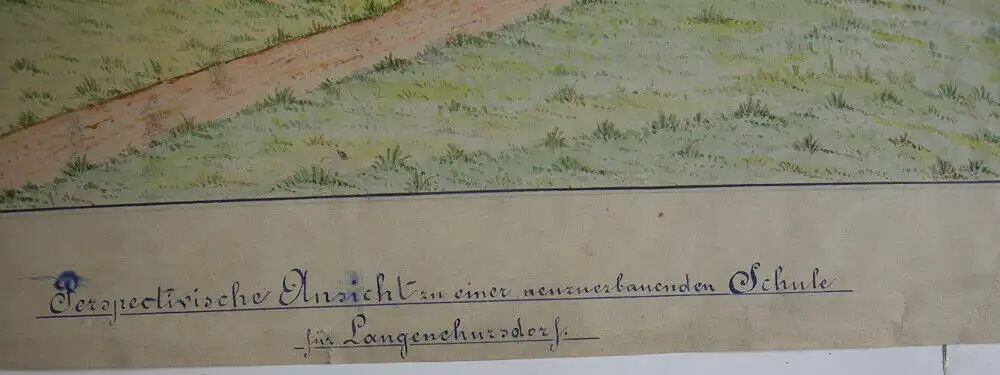 Perspectivische Ansicht zu einer neuzuerbauenden Schule
für Langenchursdorf.